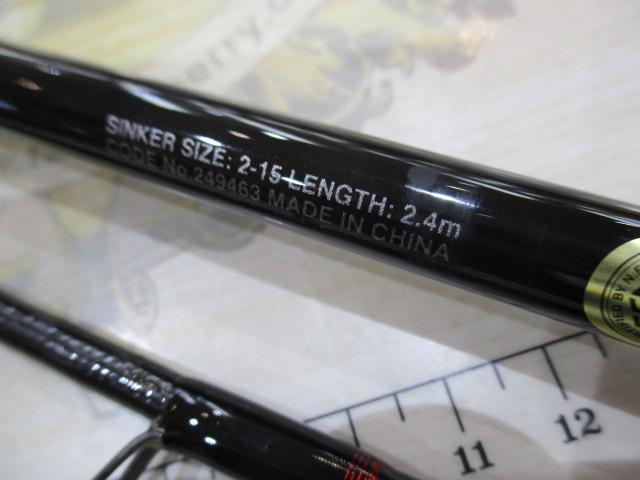 SINKER SIZE: 2-15 LENGTH: 2.4m
CODE No.249463 MADE IN CHINA
11 12